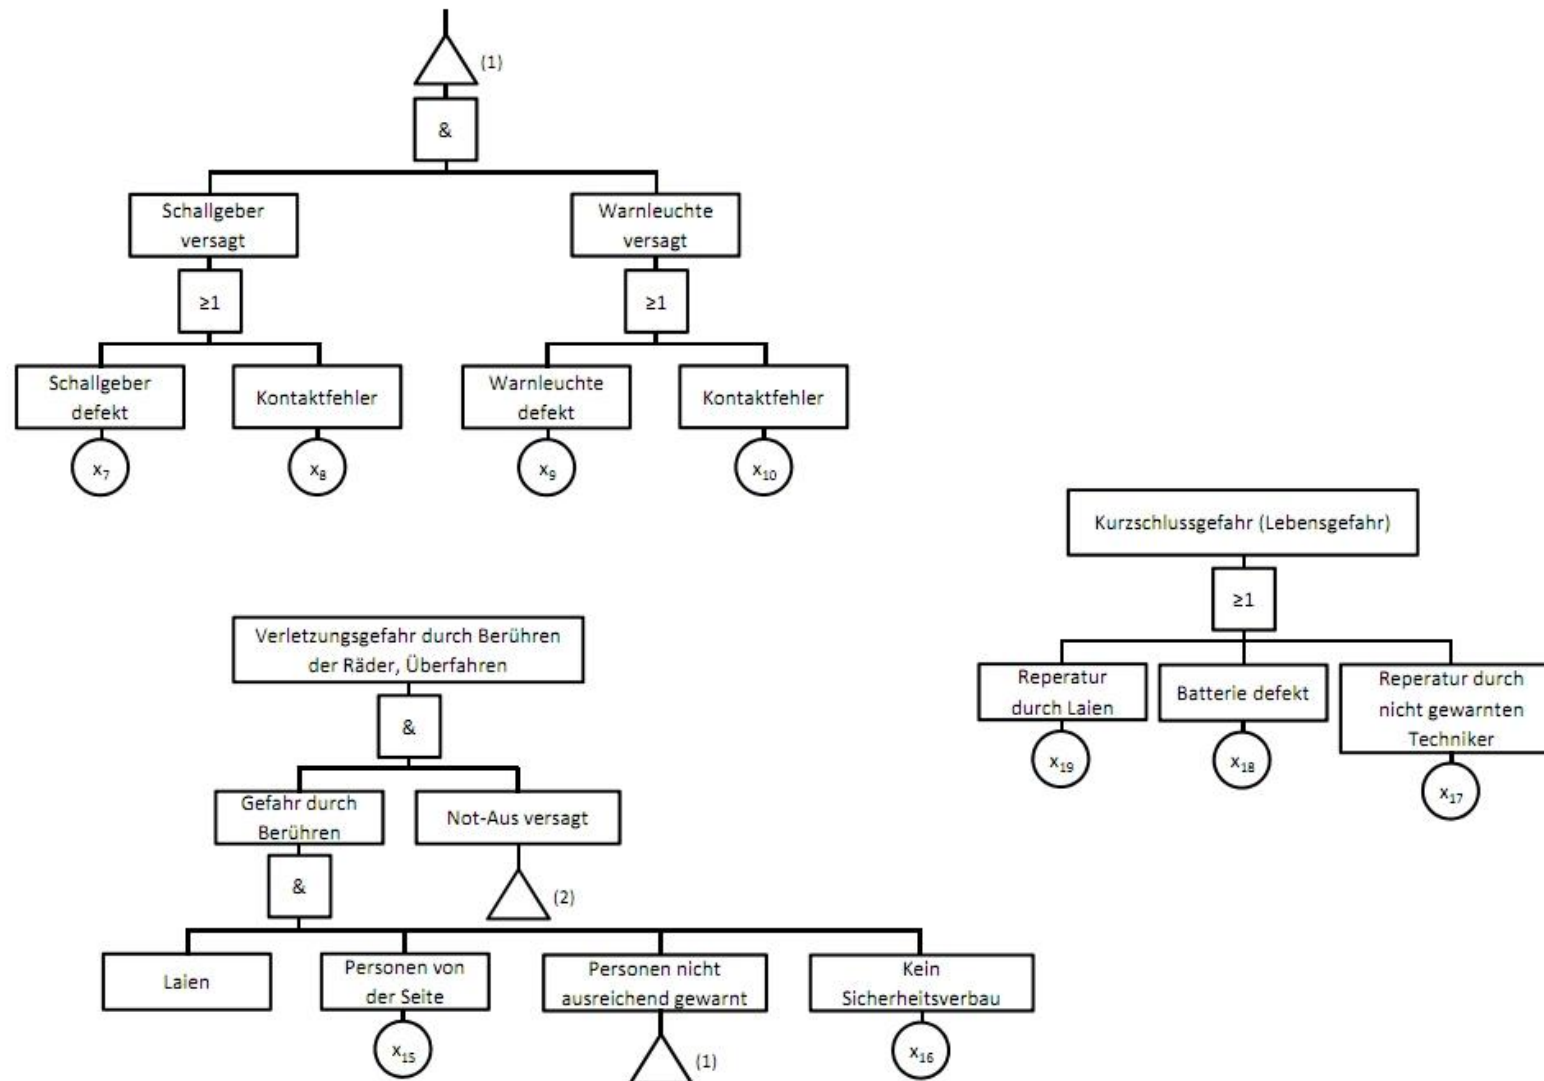 (1)
&
Schallgeber
versagt
Warnleuchte
versagt
≥1
≥1
Schallgeber
defekt
Kontaktfehler
Warnleuchte
defekt
Kontaktfehler
x7
x8
x9
x10
Kurzschlussgefahr (Lebensgefahr)
≥1
Reperatur
durch Laien
Batterie defekt
Reperatur durch
nicht gewarnten
Techniker
x19
x18
x17
Verletzungsgefahr durch Berühren
der Räder, Überfahren
&
Gefahr durch
Berühren
Not-Aus versagt
&
(2)
Laien
Personen von
der Seite
Personen nicht
ausreichend gewarnt
Kein
Sicherheitsverbau
x15
(1)
x16